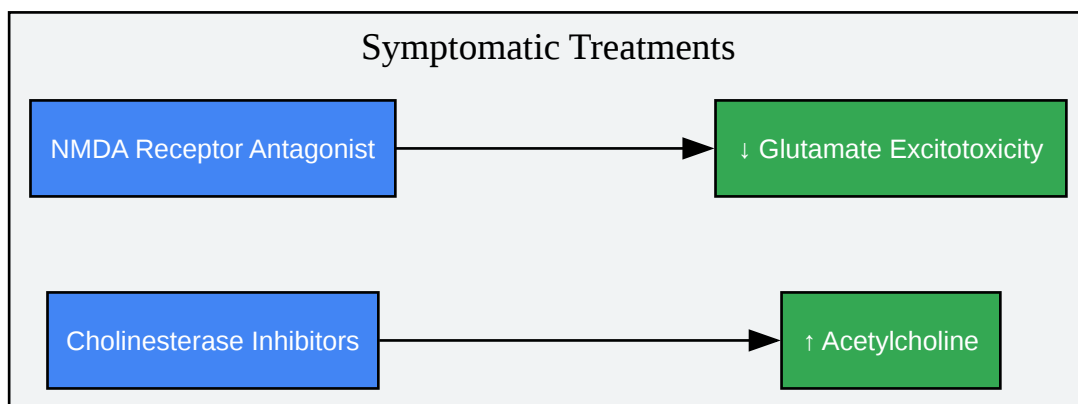 Symptomatic Treatments
NMDA Receptor Antagonist
↓ Glutamate Excitotoxicity
Cholinesterase Inhibitors
↑ Acetylcholine